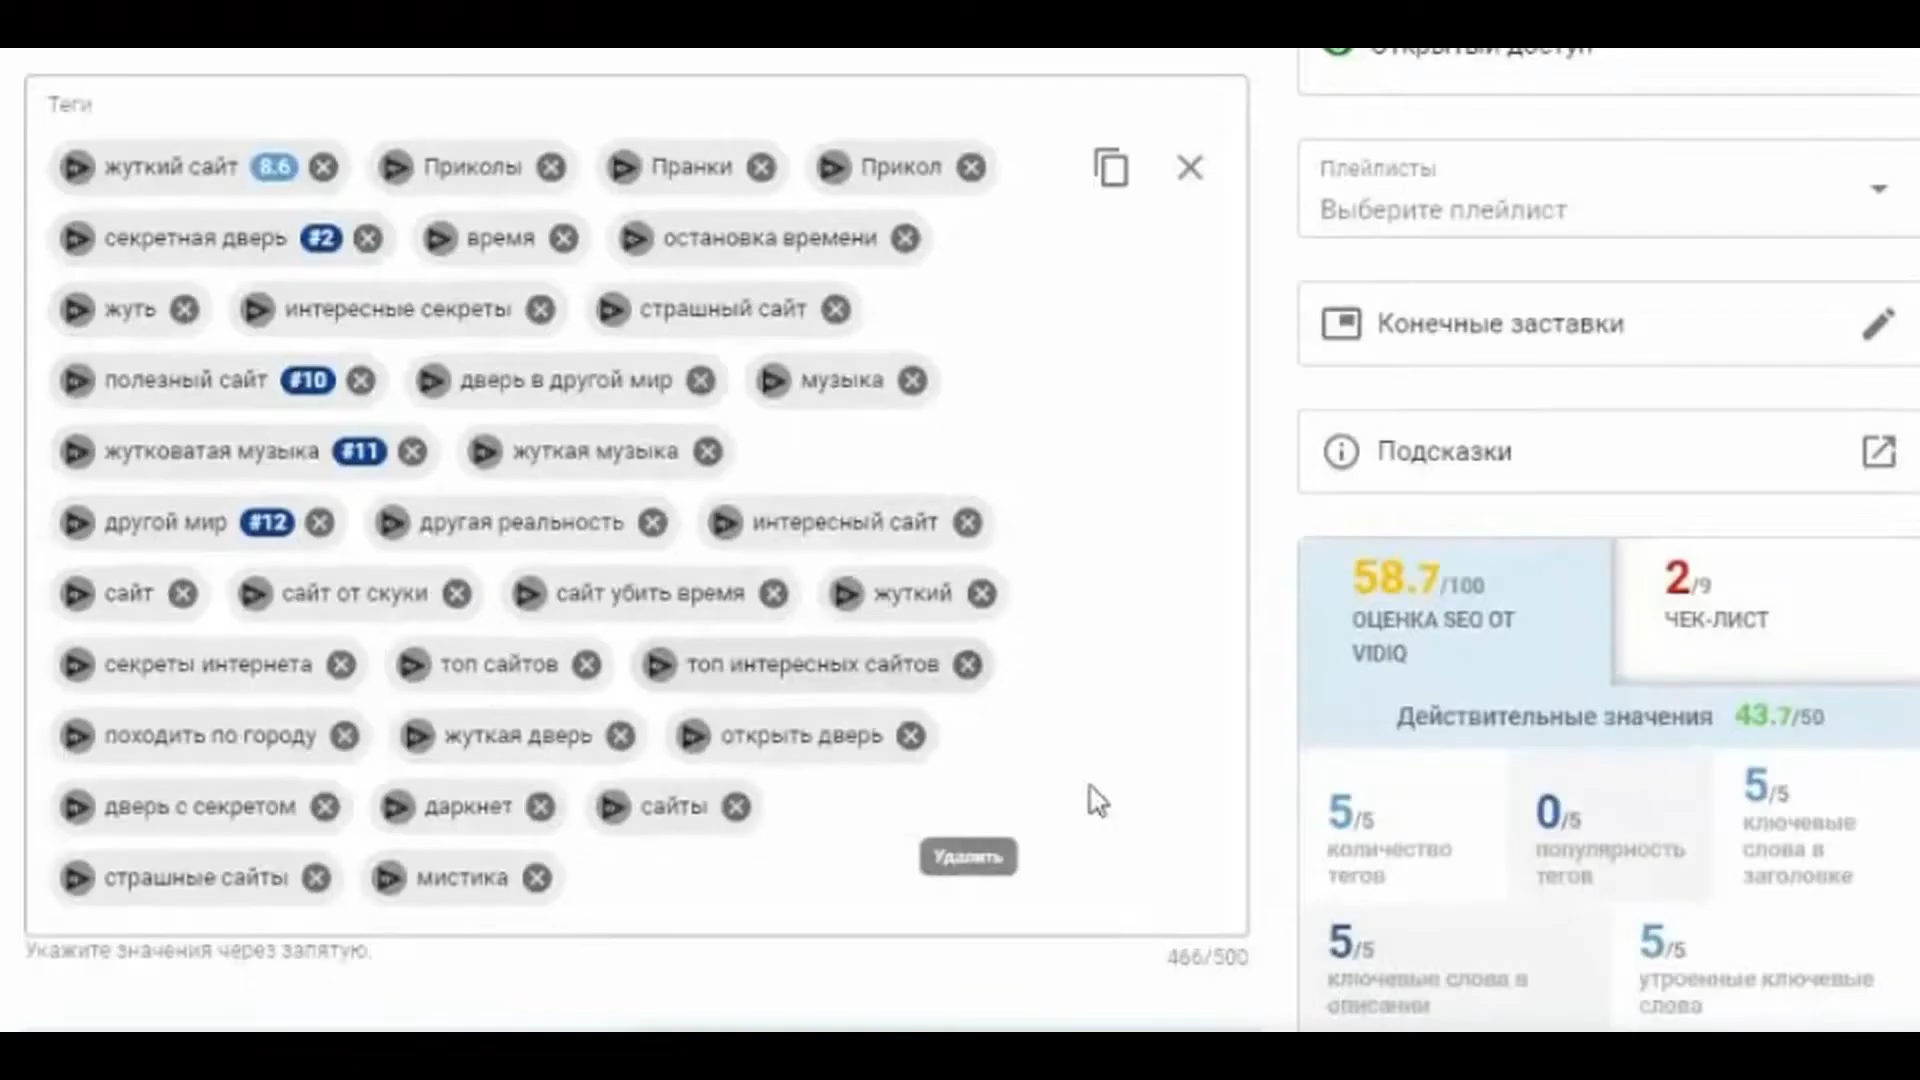 Открытый доступ
Теги
жуткий сайт 8.6 Приколы Пранки Прикол
секретная дверь #2 время остановка времени
жуть интересные секреты страшный сайт
полезный сайт #10 дверь в другой мир музыка
жутковатая музыка #11 жуткая музыка
другой мир #12 другая реальность интересный сайт
сайт сайт от скуки сайт убить время жуткий
секреты интернета топ сайтов топ интересных сайтов
походить по городу жуткая дверь открыть дверь
дверь с секретом даркнет сайты
страшные сайты мистика
Удалить
Укажите значения через запятую.
466/500
Плейлисты
Выберите плейлист
Конечные заставки
Подсказки
58.7/100
ОЦЕНКА SEO ОТ
VIDIQ
2/9
ЧЕК-ЛИСТ
Действительные значения 43.7/50
5/5
количество
тегов
0/5
популярность
тегов
5/5
ключевые
слова в
заголовке
5/5
ключевые слова в
описании
5/5
утроенные ключевые
слова